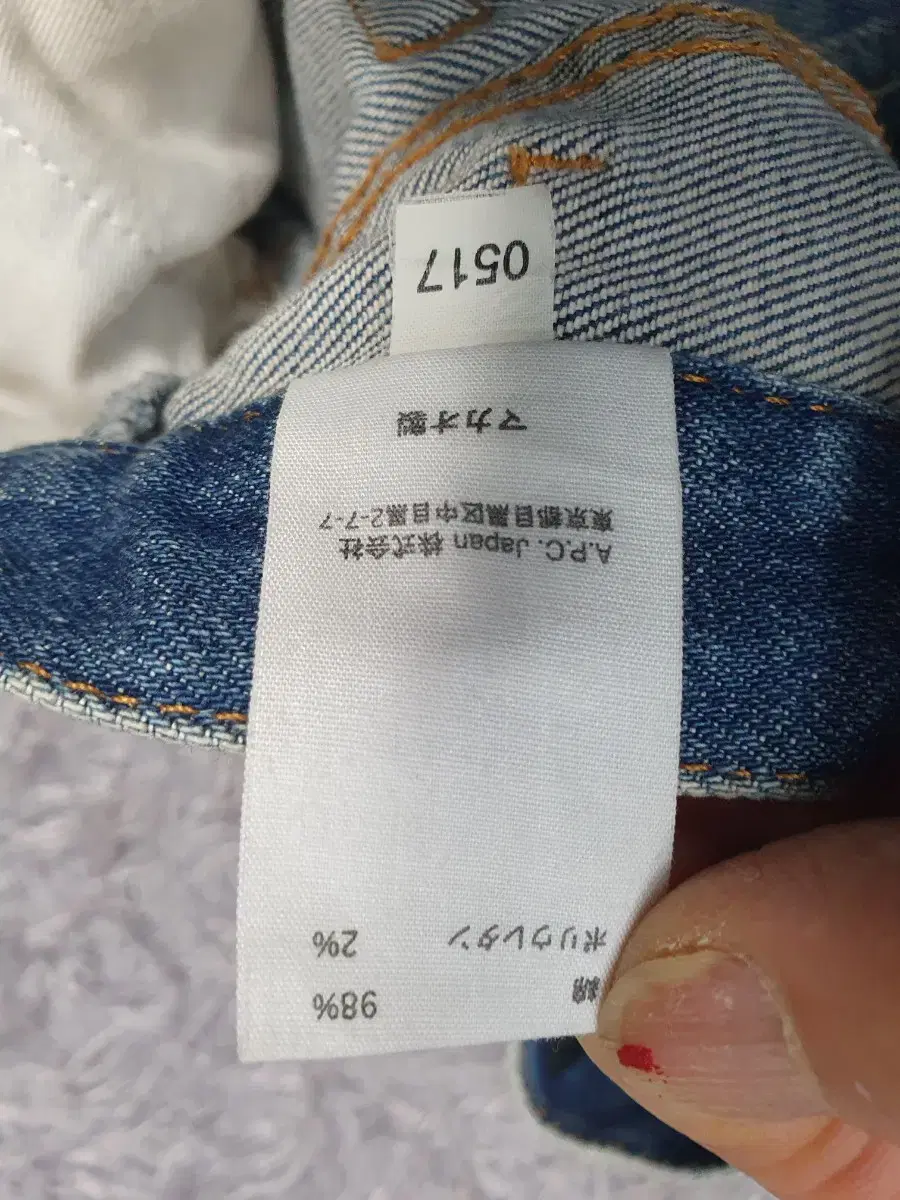 綿 98%
ポリウレタン 2%
A.P.C. Japan 株式会社
東京都目黒区中目黒2-7-7
マカオ製
0517